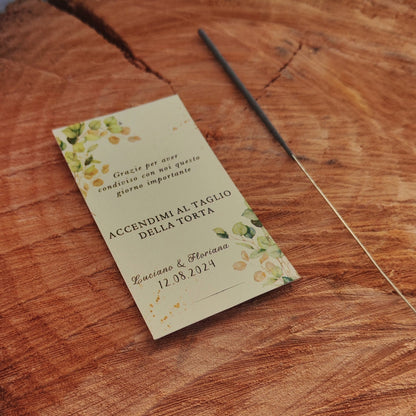 Grazie per aver
condiviso con noi questo
giorno importante
ACCENDIMI AL TAGLIO
DELLA TORTA
Luciano & Floriana
12.08.2024